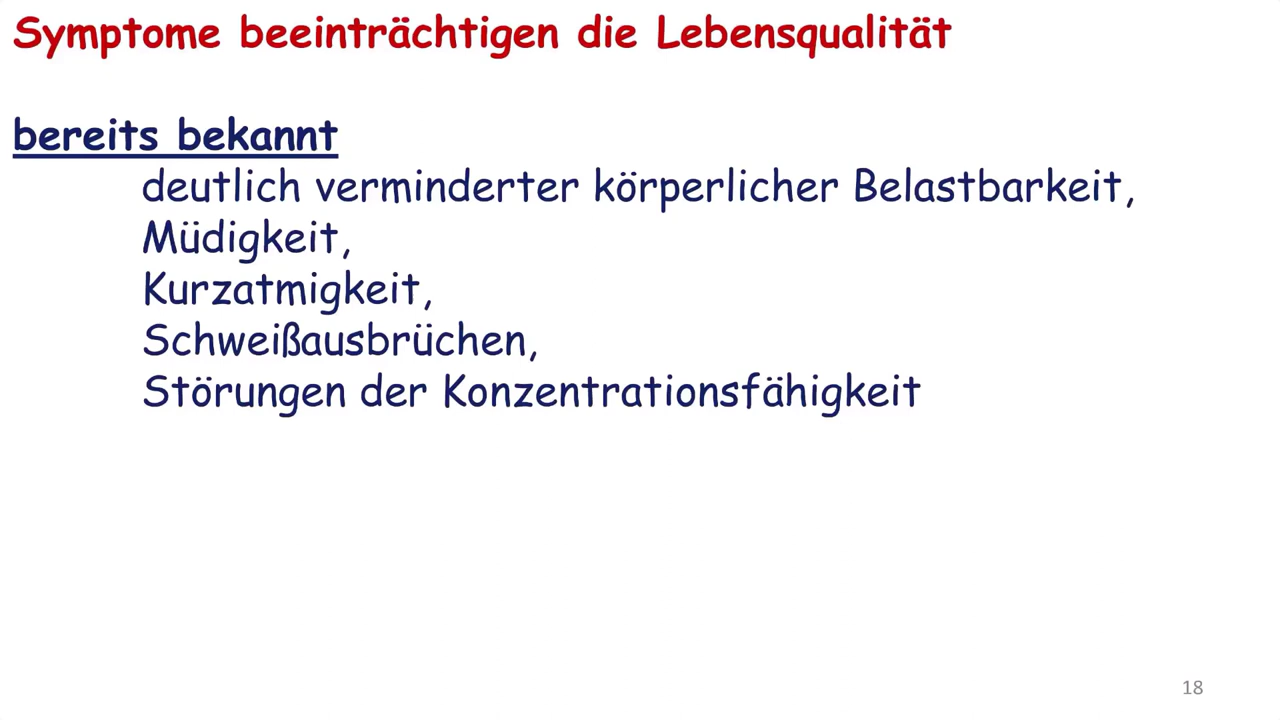 Symptome beeinträchtigen die Lebensqualität
bereits bekannt
deutlich verminderter körperlicher Belastbarkeit,
Müdigkeit,
Kurzatmigkeit,
Schweißausbrüchen,
Störungen der Konzentrationsfähigkeit
18